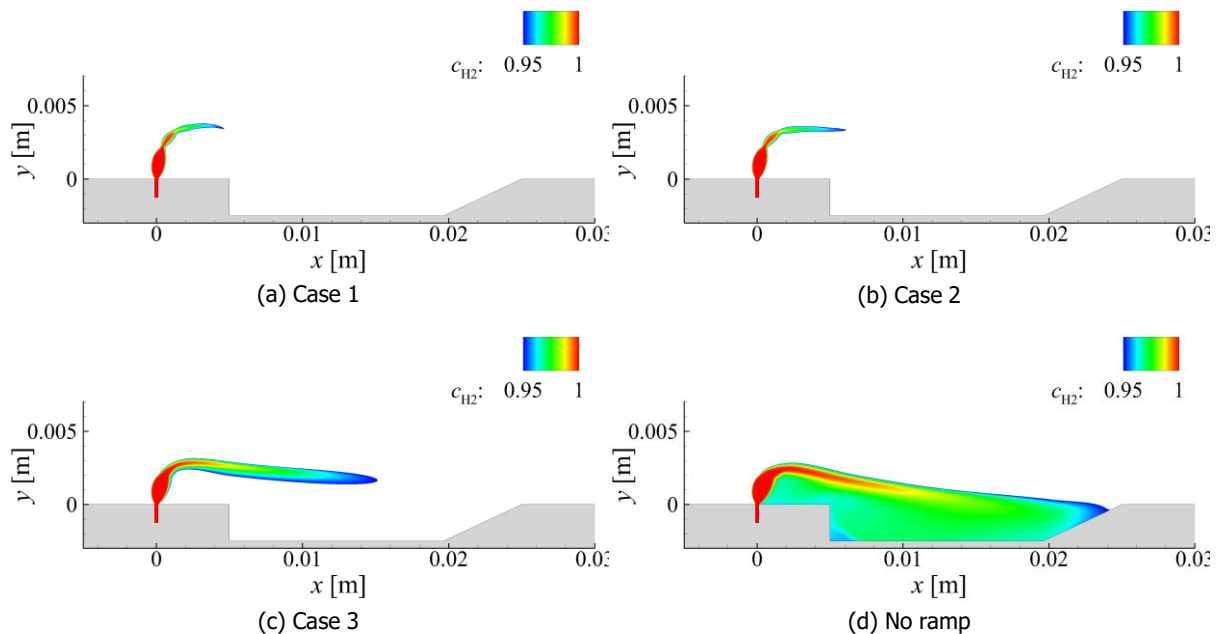 c_H2: 0.95 1
0.005
y [m]
0
0 0.01 0.02 0.03
x [m]
(a) Case 1
c_H2: 0.95 1
0.005
y [m]
0
0 0.01 0.02 0.03
x [m]
(b) Case 2
c_H2: 0.95 1
0.005
y [m]
0
0 0.01 0.02 0.03
x [m]
(c) Case 3
c_H2: 0.95 1
0.005
y [m]
0
0 0.01 0.02 0.03
x [m]
(d) No ramp